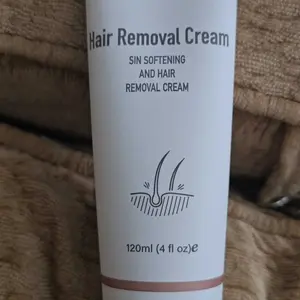 Hair Removal Cream
SIN SOFTENING
AND HAIR
REMOVAL CREAM
120ml (4 fl oz)℮